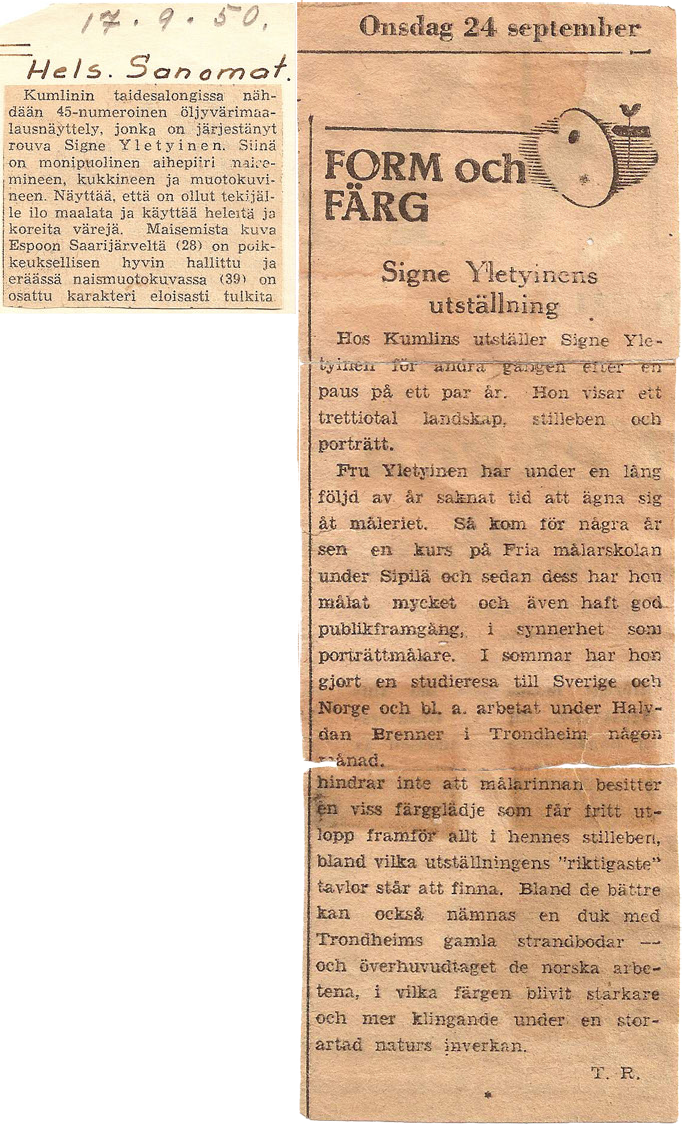 17. 9. 50.
Hels. Sanomat.
Kumlinin taidesalongissa näh-
dään 45-numeroinen öljyvärimaa-
lausnäyttely, jonka on järjestänyt
rouva Signe Yletyinen. Siinä
on monipuolinen aihepiiri maise-
mineen, kukkineen ja muotokuvi-
neen. Näyttää, että on ollut tekijäl-
le ilo maalata ja käyttää heleitä ja
koreita värejä. Maisemista kuva
Espoon Saarijärveltä (28) on poik-
keuksellisen hyvin hallittu ja
eräässä naismuotokuvassa (39) on
osattu karakteri eloisasti tulkita
Onsdag 24 september
FORM och
FÄRG
Signe Yletyinens
utställning
Hos Kumlins utställer Signe Yle-
tyinen för andra gången efter en
paus på ett par år. Hon visar ett
trettiotal landskap, stilleben och
porträtt.
Fru Yletyinen har under en lång
följd av år saknat tid att ägna sig
åt måleriet. Så kom för några år
sen en kurs på Fria målarskolan
under Sipilä och sedan dess har hon
målat mycket och även haft god
publikframgång, i synnerhet som
porträttmålare. I sommar har hon
gjort en studieresa till Sverige och
Norge och bl. a. arbetat under Halv-
dan Brenner i Trondheim någon
månad.
hindrar inte att målarinnan besitter
en viss färgglädje som får fritt ut-
lopp framför allt i hennes stilleben,
bland vilka utställningens "riktigaste"
tavlor står att finna. Bland de bättre
kan också nämnas en duk med
Trondheims gamla strandbodar —
och överhuvudtaget de norska arbe-
tena, i vilka färgen blivit starkare
och mer klingande under en stor-
artad naturs inverkan.
T. R.